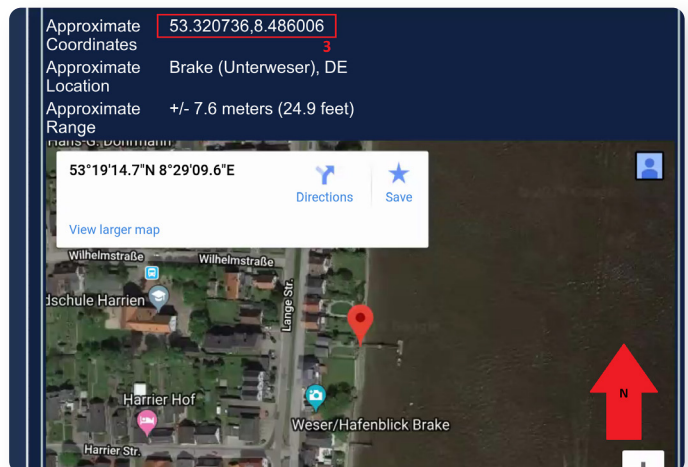 Approximate Coordinates 53.320736,8.486006
3
Approximate Location Brake (Unterweser), DE
Approximate Range +/- 7.6 meters (24.9 feet)
53°19'14.7"N 8°29'09.6"E
Directions
Save
View larger map
Wilhelmstraße
Wilhelmstraße
dschule Harrien
Lange Str.
N
Harrier Hof
Weser/Hafenblick Brake
Harrier Str.